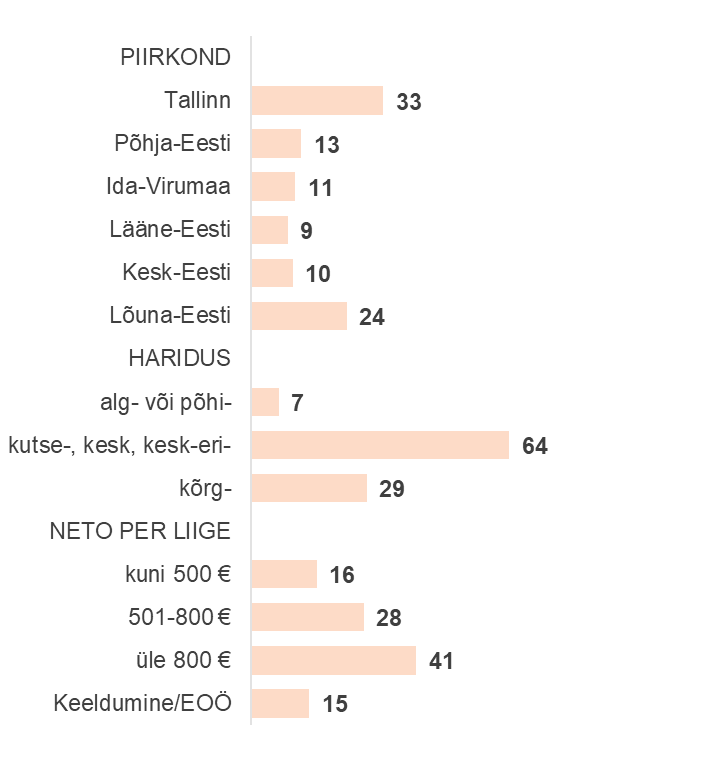 PIIRKOND
Tallinn 33
Põhja-Eesti 13
Ida-Virumaa 11
Lääne-Eesti 9
Kesk-Eesti 10
Lõuna-Eesti 24
HARIDUS
alg- või põhi- 7
kutse-, kesk, kesk-eri- 64
kõrg- 29
NETO PER LIIGE
kuni 500 € 16
501-800 € 28
üle 800 € 41
Keeldumine/EOÖ 15